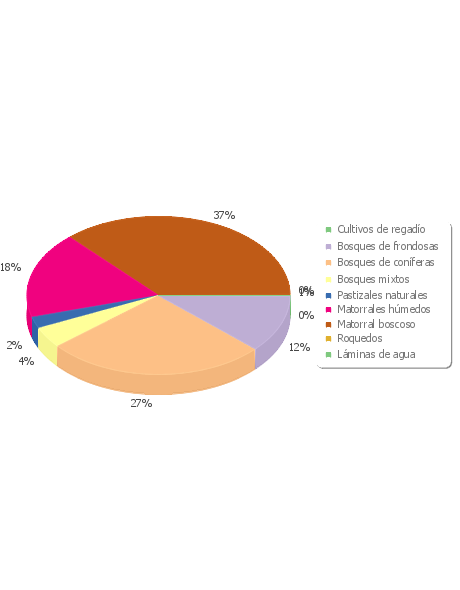 37%
18%
0%
1%
0%
12%
2%
4%
27%
Cultivos de regadío
Bosques de frondosas
Bosques de coníferas
Bosques mixtos
Pastizales naturales
Matorrales húmedos
Matorral boscoso
Roquedos
Láminas de agua